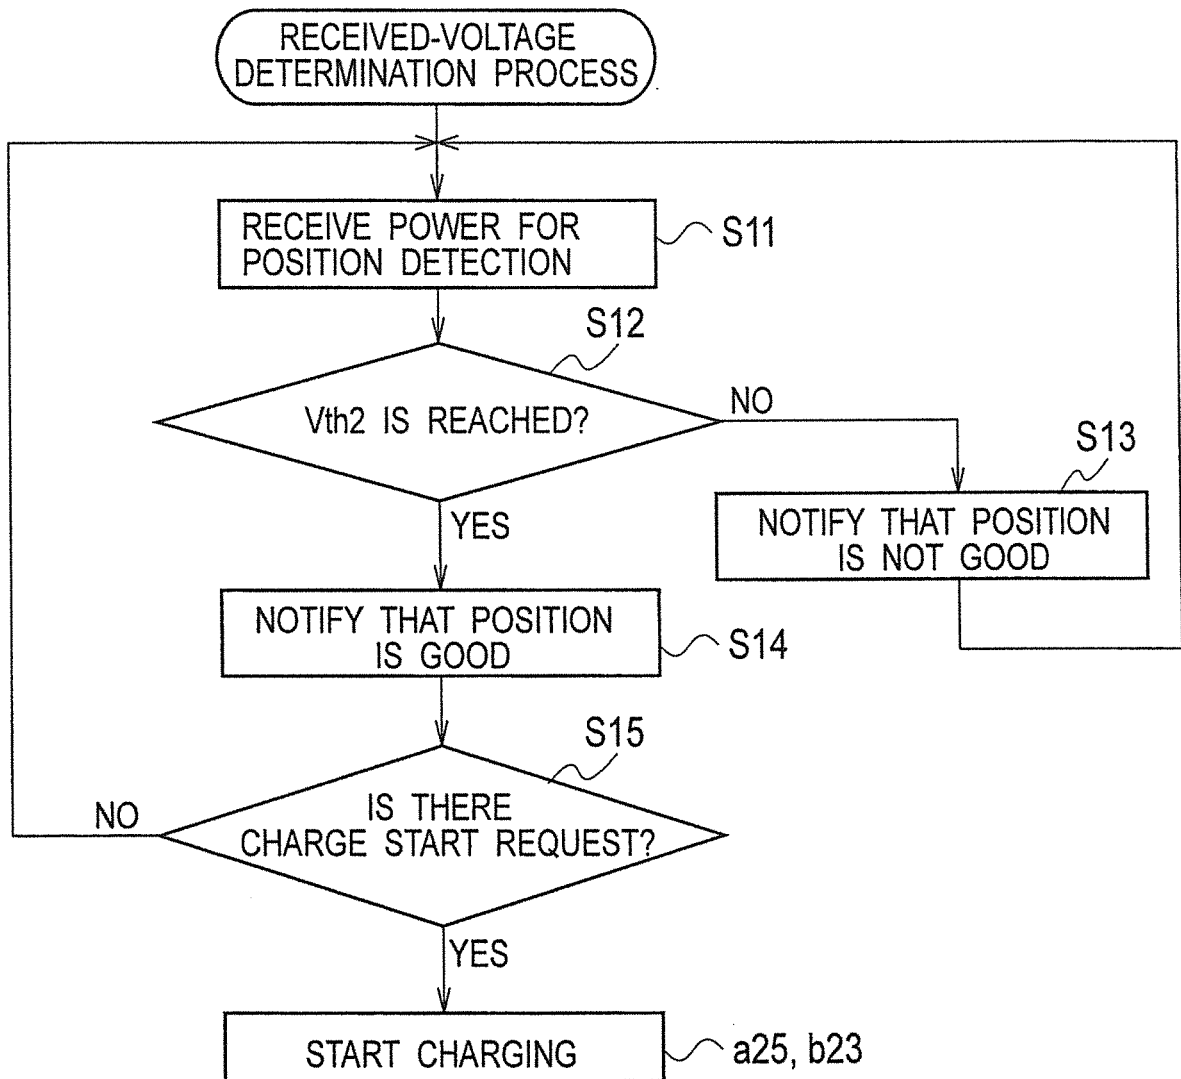 RECEIVED-VOLTAGE
DETERMINATION PROCESS
RECEIVE POWER FOR
POSITION DETECTION
S11
S12
Vth2 IS REACHED?
NO
S13
NOTIFY THAT POSITION
IS NOT GOOD
YES
NOTIFY THAT POSITION
IS GOOD
S14
S15
IS THERE
CHARGE START REQUEST?
NO
YES
START CHARGING
a25, b23